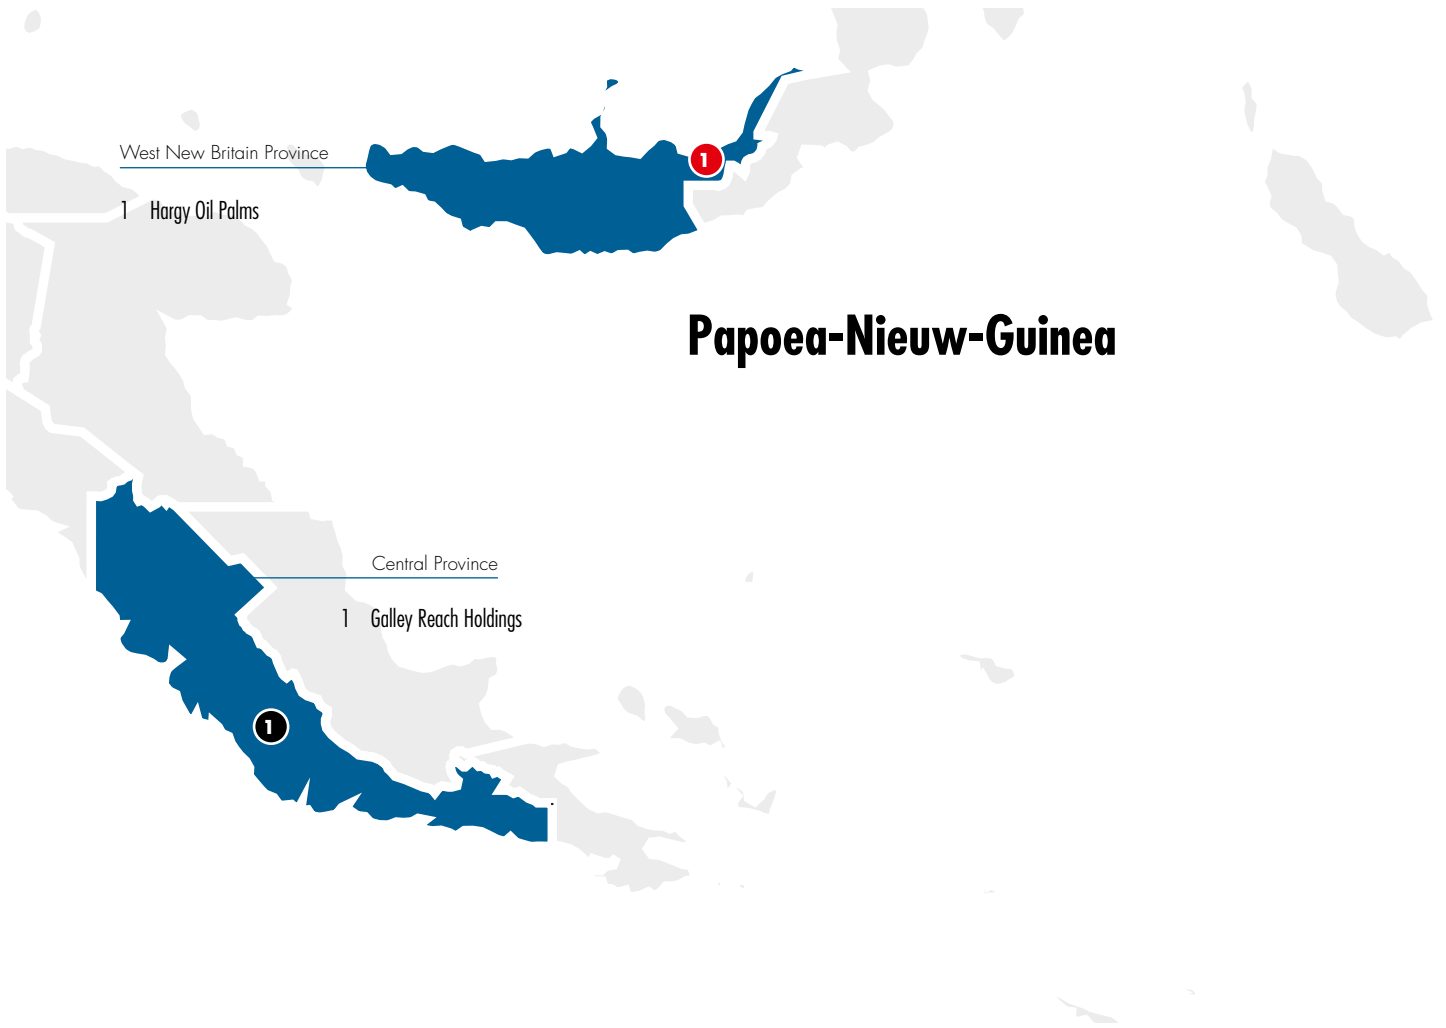 West New Britain Province
1
1 Hargy Oil Palms
Papoea-Nieuw-Guinea
Central Province
1 Galley Reach Holdings
1